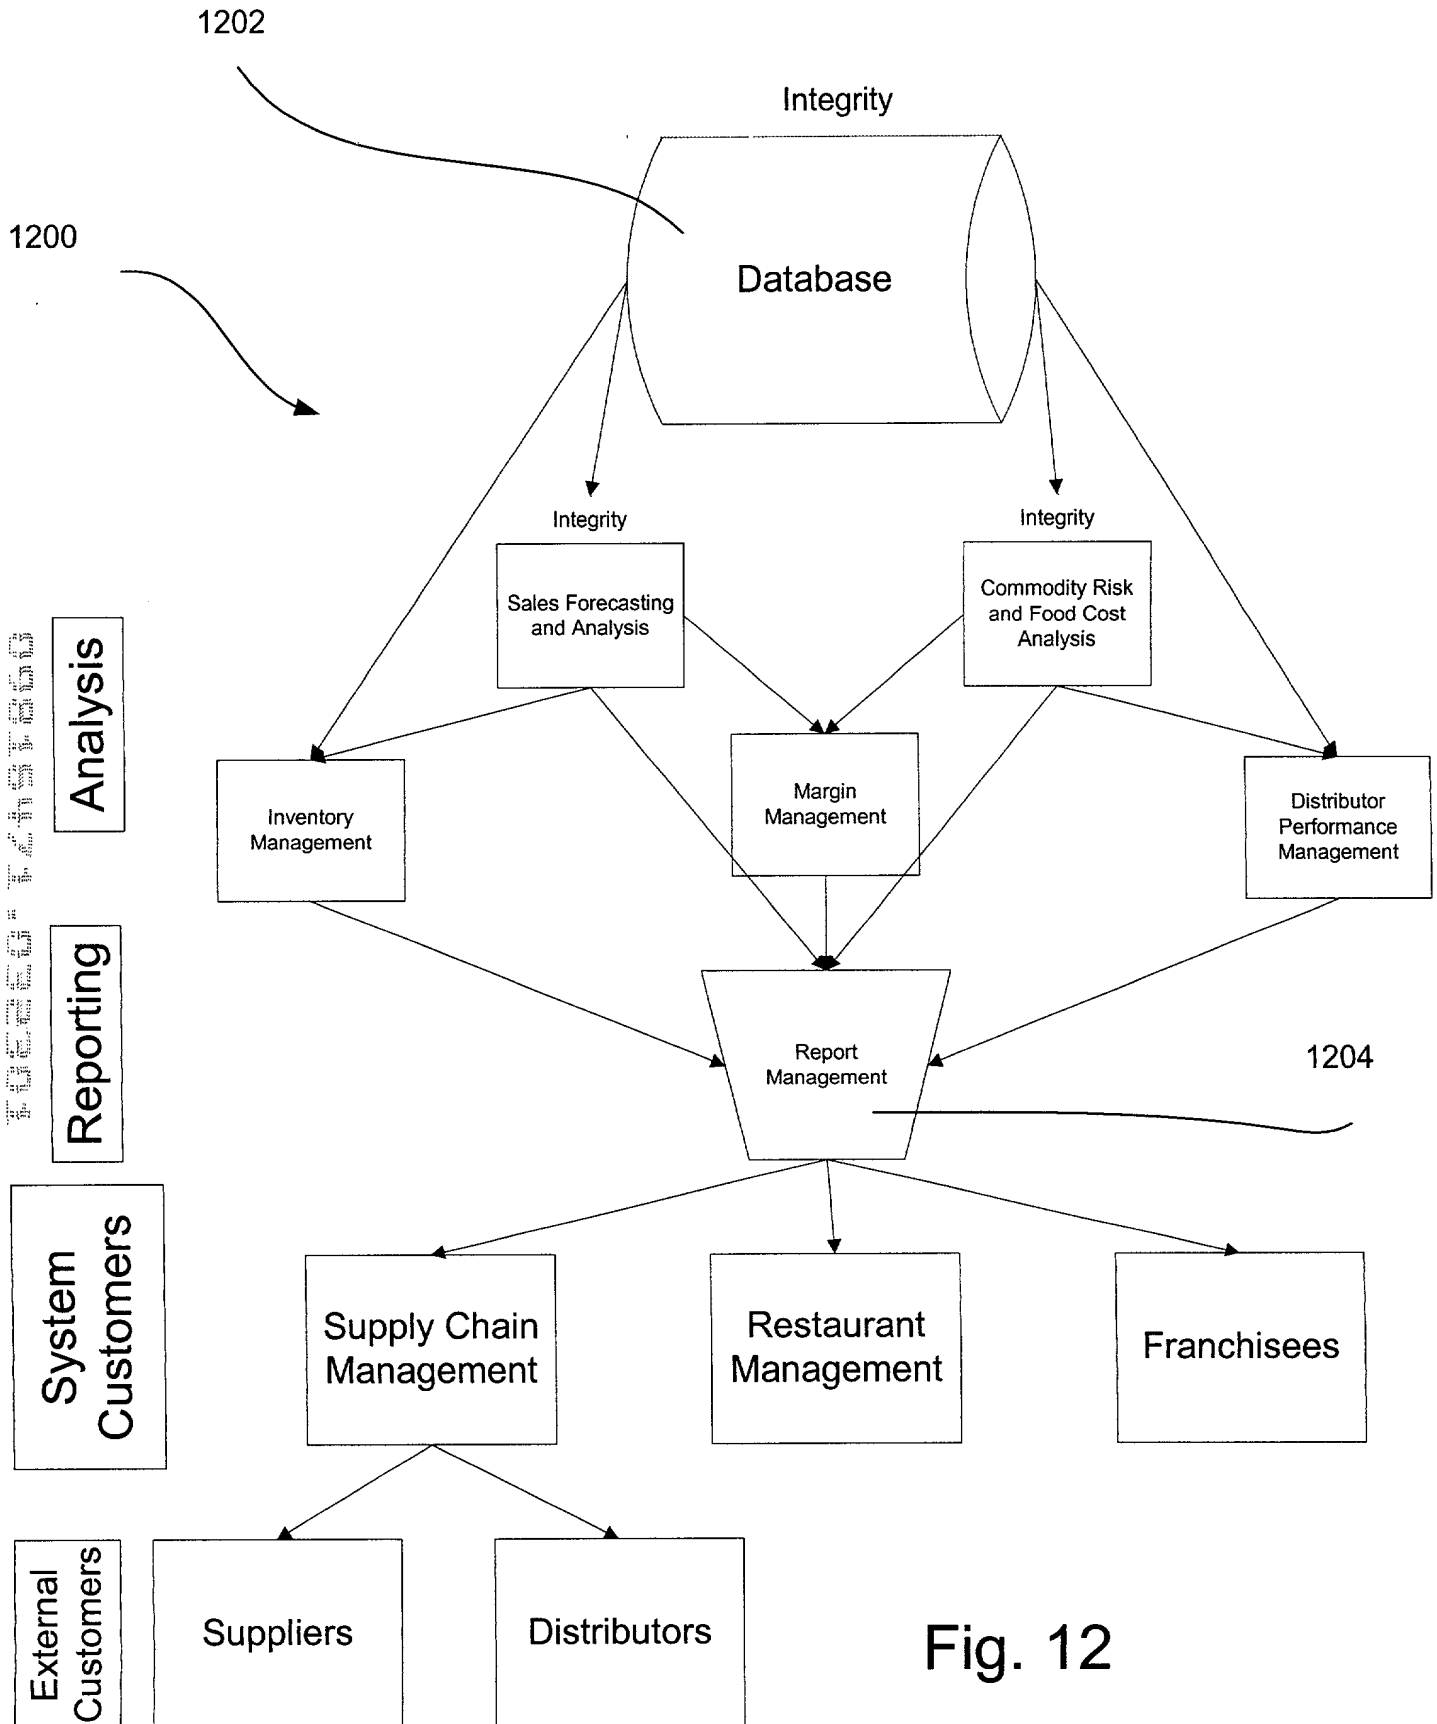 1202
Integrity
1200
Database
Integrity
Integrity
Sales Forecasting
and Analysis
Commodity Risk
and Food Cost
Analysis
Analysis
Inventory
Management
Margin
Management
Distributor
Performance
Management
Reporting
Report
Management
1204
System
Customers
Supply Chain
Management
Restaurant
Management
Franchisees
External
Customers
Suppliers
Distributors
Fig. 12